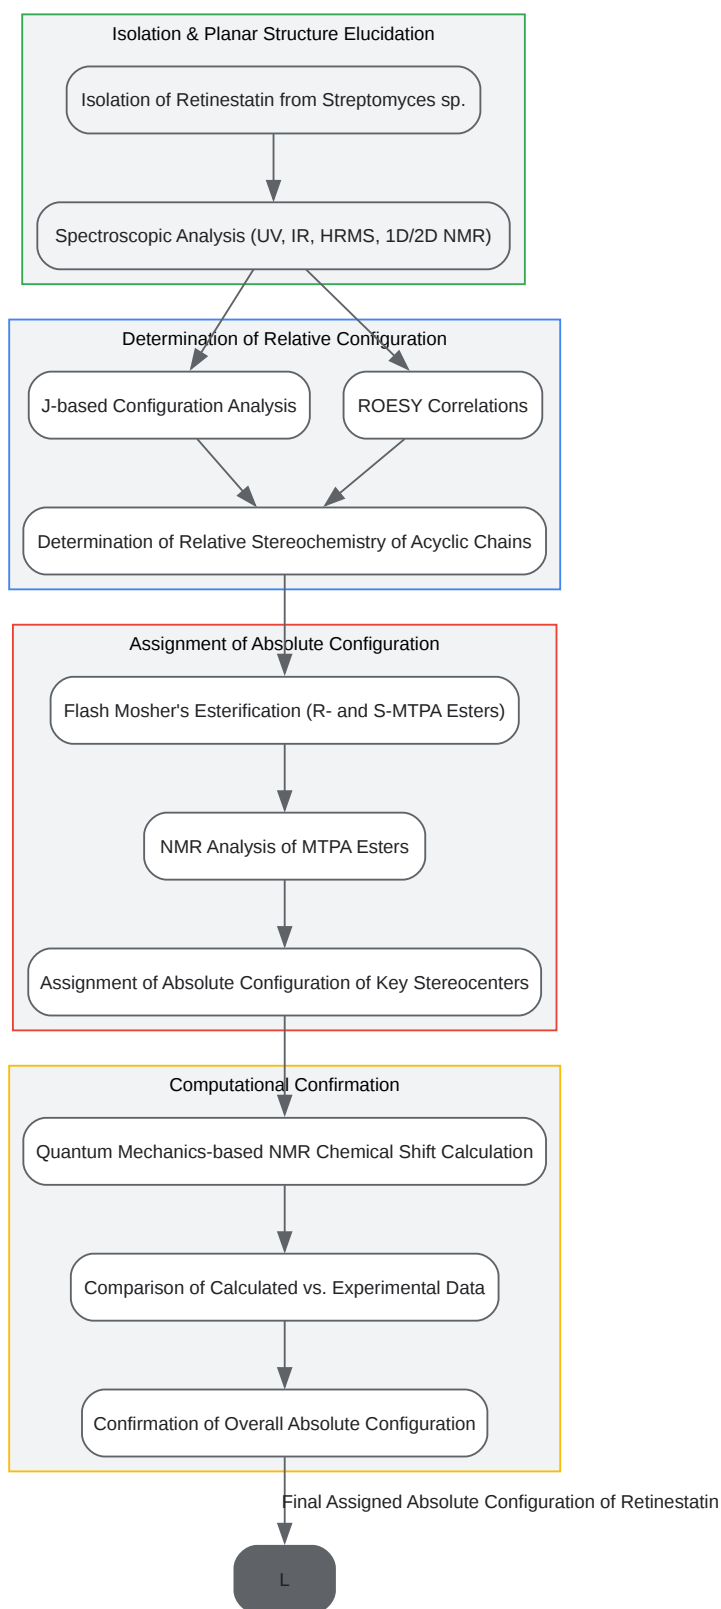 Isolation & Planar Structure Elucidation
Isolation of Retinestatin from Streptomyces sp.
Spectroscopic Analysis (UV, IR, HRMS, 1D/2D NMR)
Determination of Relative Configuration
J-based Configuration Analysis
ROESY Correlations
Determination of Relative Stereochemistry of Acyclic Chains
Assignment of Absolute Configuration
Flash Mosher's Esterification (R- and S-MTPA Esters)
NMR Analysis of MTPA Esters
Assignment of Absolute Configuration of Key Stereocenters
Computational Confirmation
Quantum Mechanics-based NMR Chemical Shift Calculation
Comparison of Calculated vs. Experimental Data
Confirmation of Overall Absolute Configuration
Final Assigned Absolute Configuration of Retinestatin
L